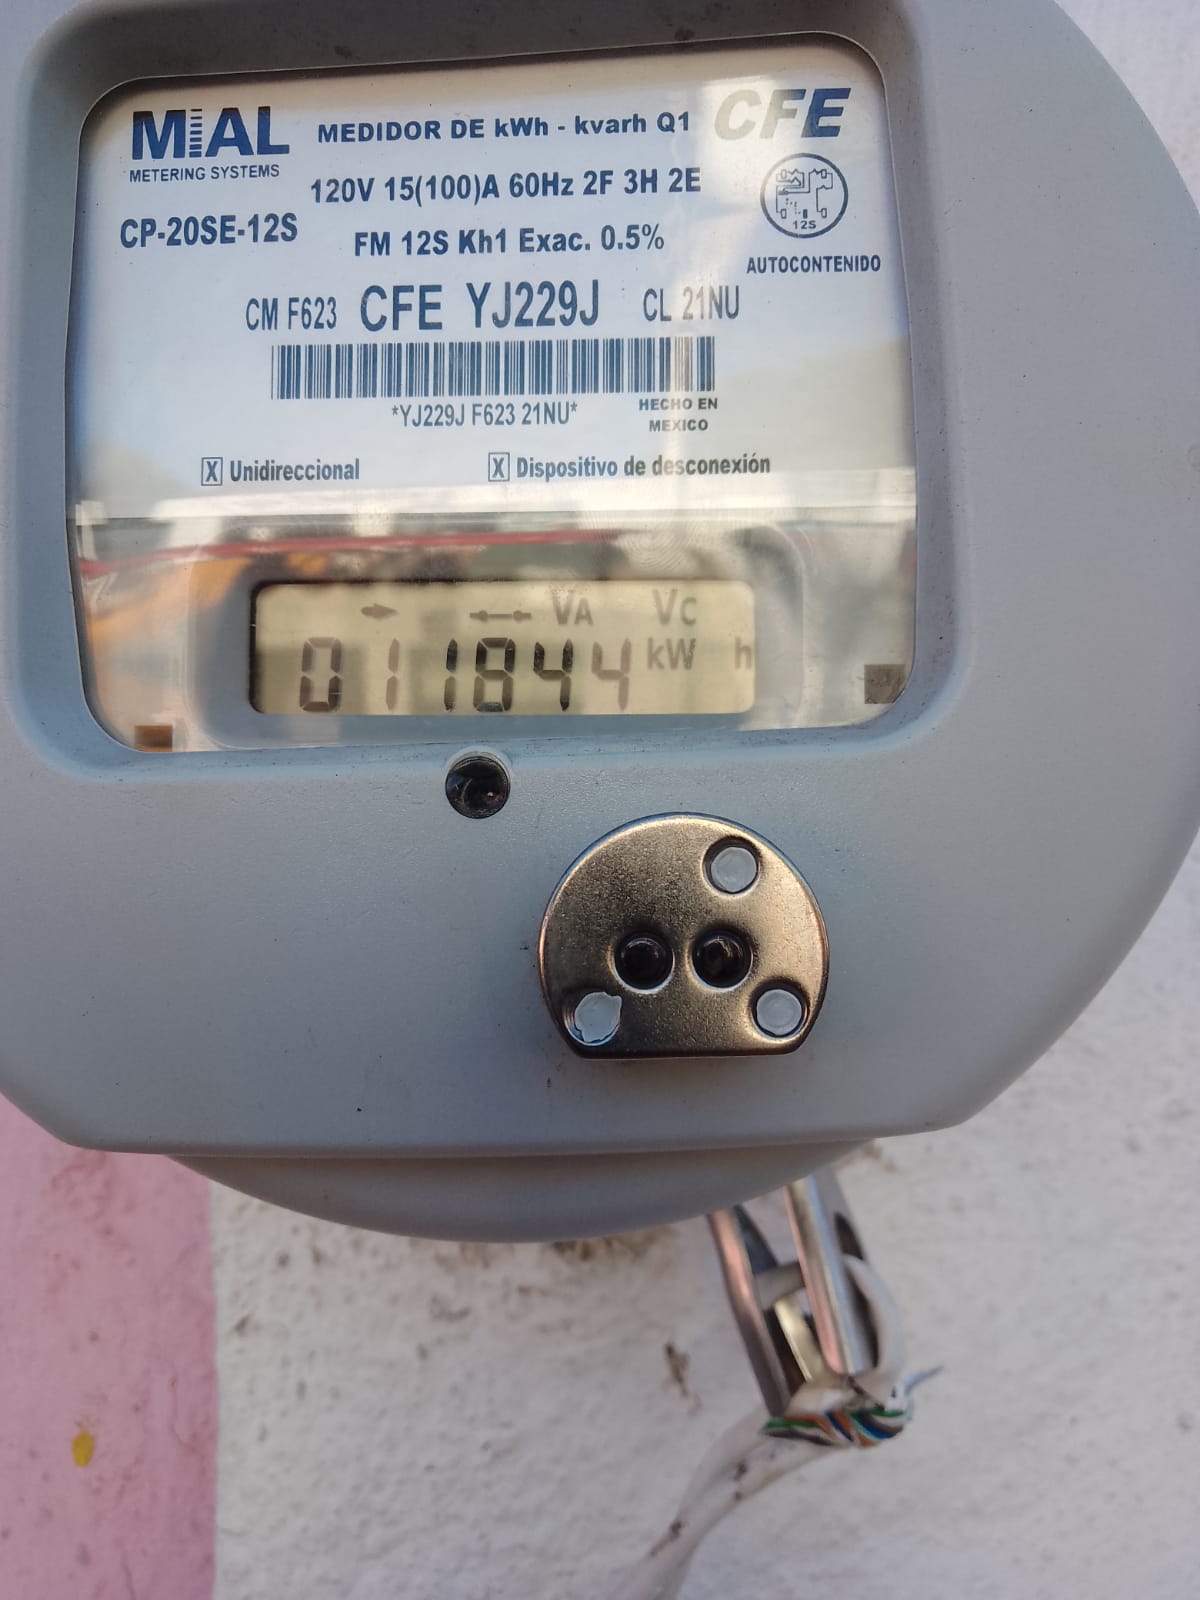 MIAL
METERING SYSTEMS
CP-20SE-12S
MEDIDOR DE kWh - kvarh Q1
CFE
120V 15(100)A 60Hz 2F 3H 2E
FM 12S Kh1 Exac. 0.5%
12S
AUTOCONTENIDO
CM F623 CFE YJ229J CL 21NU
*YJ229J F623 21NU*
HECHO EN
MEXICO
X Unidireccional
X Dispositivo de desconexión
VA VC
011844 kW h